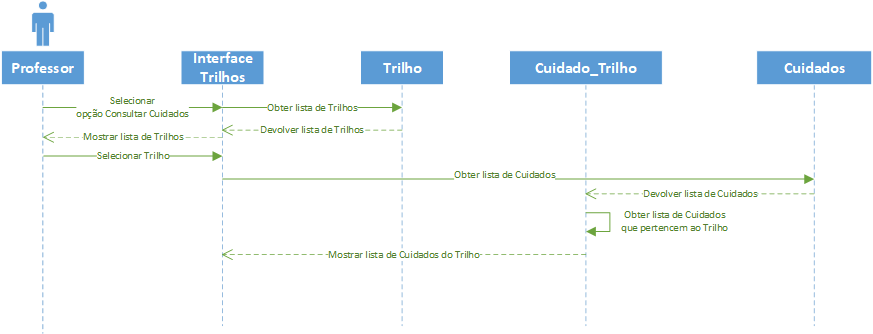 Professor
Interface
Trilhos
Trilho
Cuidado_Trilho
Cuidados
Selecionar
opção Consultar Cuidados
Obter lista de Trilhos
Devolver lista de Trilhos
Mostrar lista de Trilhos
Selecionar Trilho
Obter lista de Cuidados
Devolver lista de Cuidados
Obter lista de Cuidados
que pertencem ao Trilho
Mostrar lista de Cuidados do Trilho